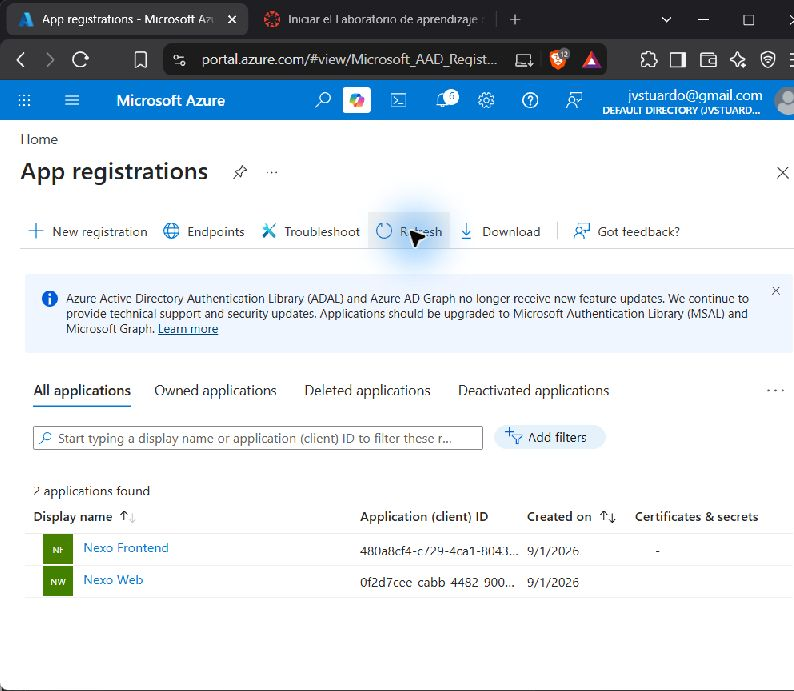 App registrations - Microsoft Az
Iniciar el Laboratorio de aprendizaje
portal.azure.com/#view/Microsoft_AAD_Regist...
12
Microsoft Azure
6
jvstuardo@gmail.com
DEFAULT DIRECTORY (JVSTUARD...
Home
App registrations
New registration
Endpoints
Troubleshoot
Refresh
Download
Got feedback?
Azure Active Directory Authentication Library (ADAL) and Azure AD Graph no longer receive new feature updates. We continue to
provide technical support and security updates. Applications should be upgraded to Microsoft Authentication Library (MSAL) and
Microsoft Graph. Learn more
All applications
Owned applications
Deleted applications
Deactivated applications
Start typing a display name or application (client) ID to filter these r...
Add filters
2 applications found
Display name
Application (client) ID
Created on
Certificates & secrets
NF
Nexo Frontend
480a8cf4-c729-4ca1-8043...
9/1/2026
-
NW
Nexo Web
0f2d7cee-cabb-4482-900...
9/1/2026